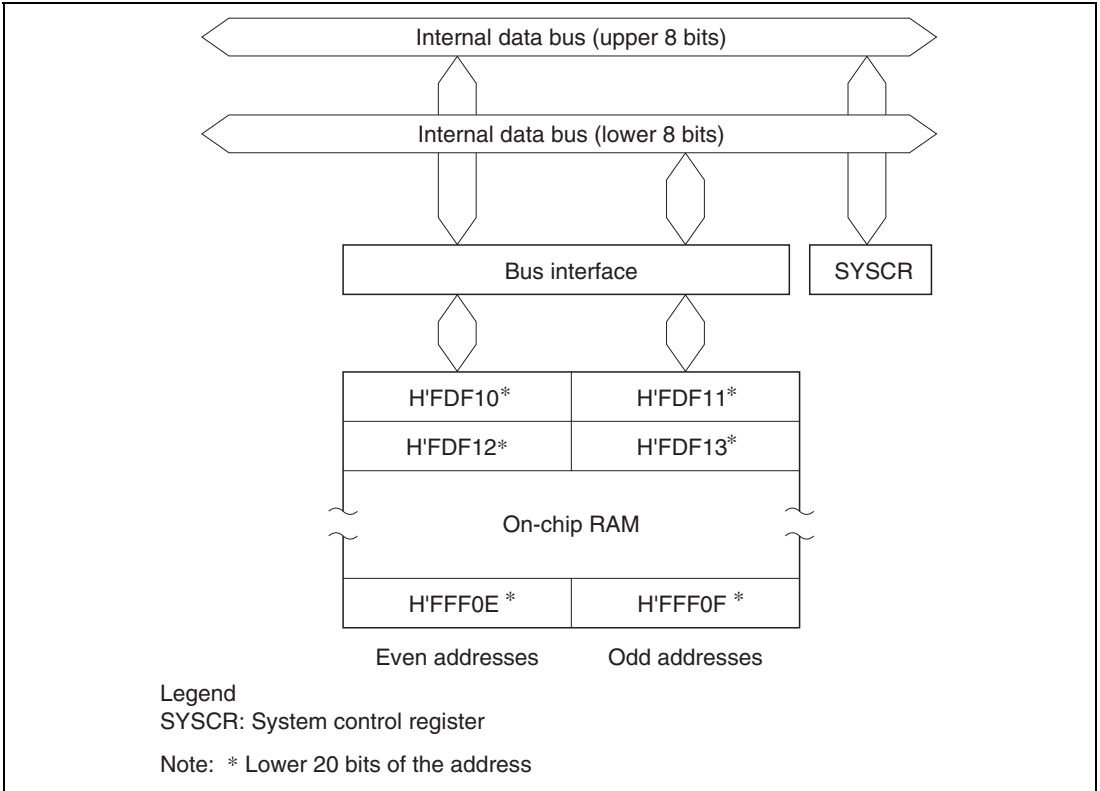 Internal data bus (upper 8 bits)
Internal data bus (lower 8 bits)
Bus interface
SYSCR
H'FDF10*
H'FDF11*
H'FDF12*
H'FDF13*
On-chip RAM
H'FFF0E *
H'FFF0F *
Even addresses
Odd addresses
Legend
SYSCR: System control register
Note: * Lower 20 bits of the address